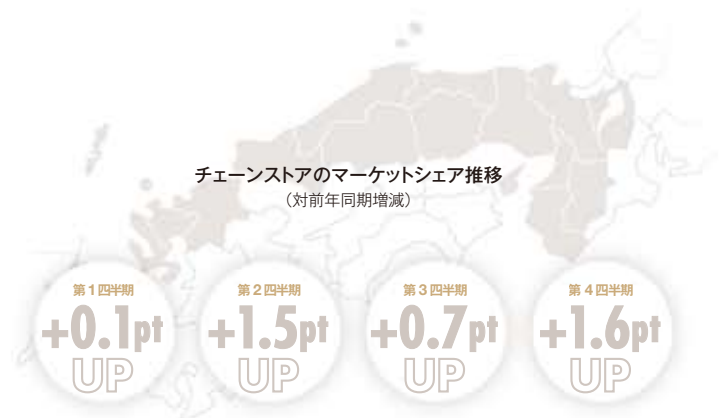 チェーンストアのマーケットシェア推移
（対前年同期増減）
第1四半期
+0.1pt
UP
第2四半期
+1.5pt
UP
第3四半期
+0.7pt
UP
第4四半期
+1.6pt
UP